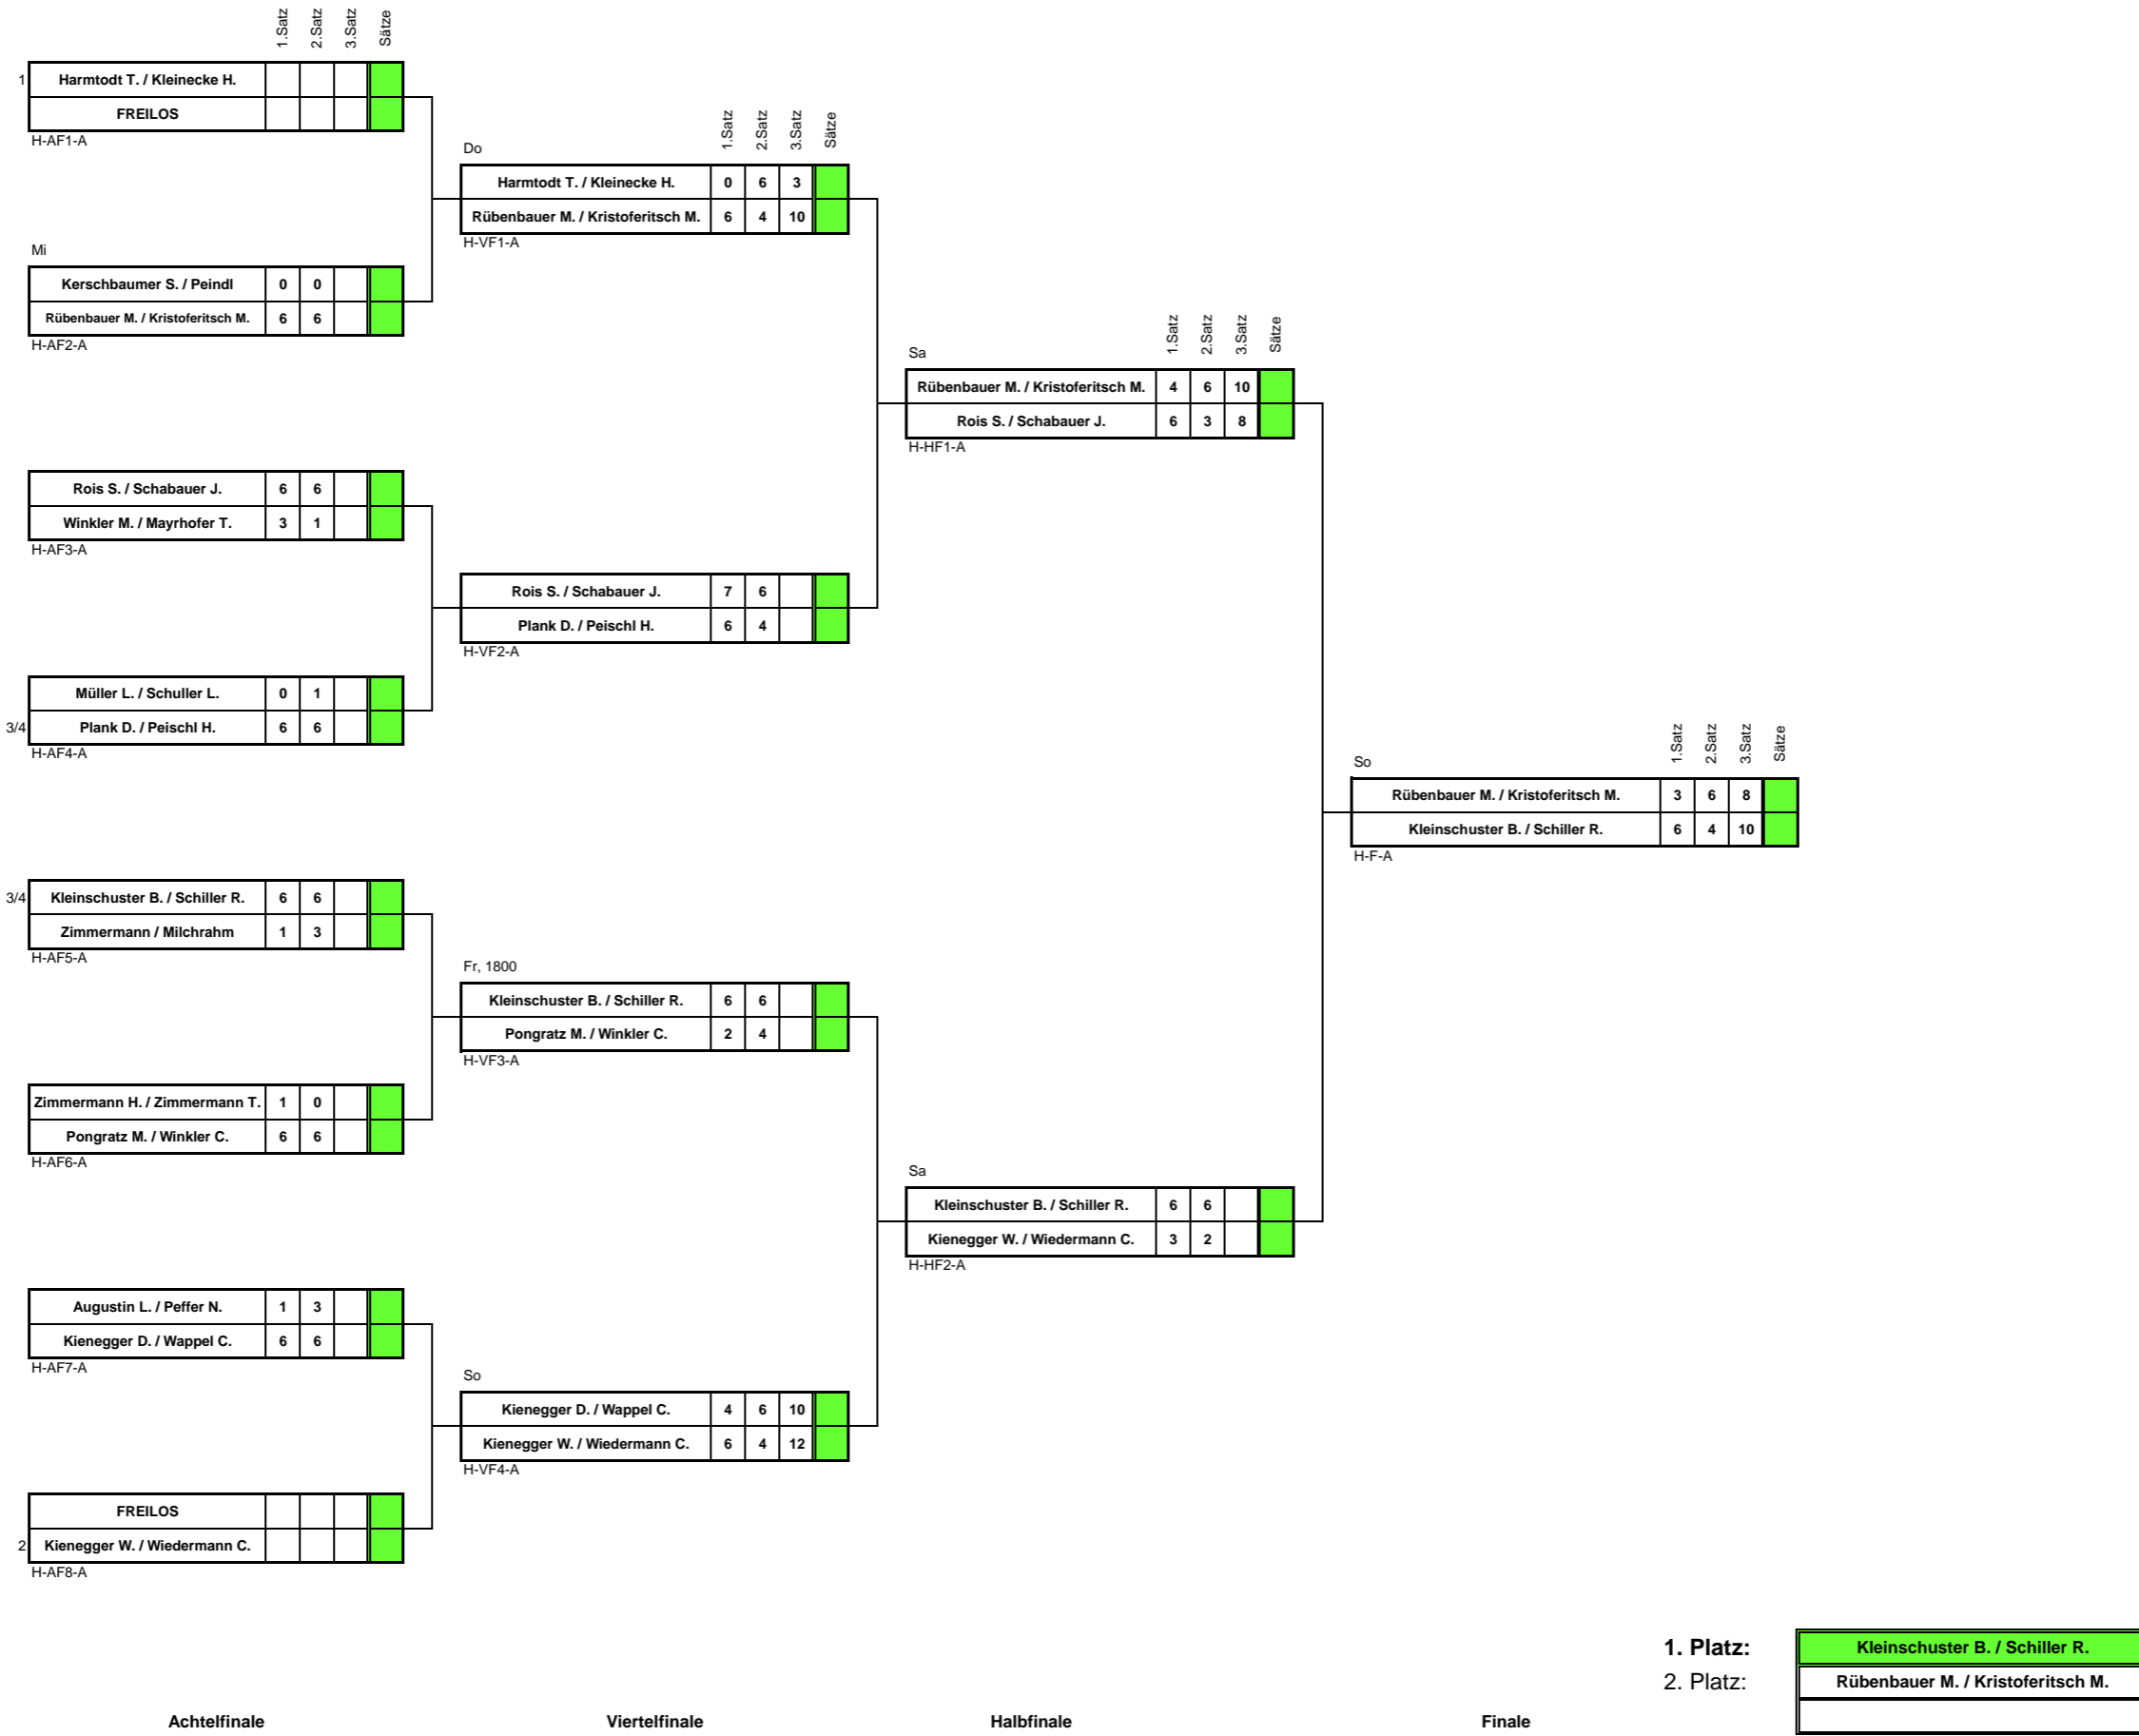 1.Satz 2.Satz 3.Satz Sätze
1 Harmtodt T. / Kleinecke H.
FREILOS
H-AF1-A
Mi
Kerschbaumer S. / Peindl 0 0
Rübenbauer M. / Kristoferitsch M. 6 6
H-AF2-A
Rois S. / Schabauer J. 6 6
Winkler M. / Mayrhofer T. 3 1
H-AF3-A
Müller L. / Schuller L. 0 1
3/4 Plank D. / Peischl H. 6 6
H-AF4-A
3/4 Kleinschuster B. / Schiller R. 6 6
Zimmermann / Milchrahm 1 3
H-AF5-A
Zimmermann H. / Zimmermann T. 1 0
Pongratz M. / Winkler C. 6 6
H-AF6-A
Augustin L. / Peffer N. 1 3
Kienegger D. / Wappel C. 6 6
H-AF7-A
FREILOS
2 Kienegger W. / Wiedermann C.
H-AF8-A
1.Satz 2.Satz 3.Satz Sätze
Do
Harmtodt T. / Kleinecke H. 0 6 3
Rübenbauer M. / Kristoferitsch M. 6 4 10
H-VF1-A
Rois S. / Schabauer J. 7 6
Plank D. / Peischl H. 6 4
H-VF2-A
Fr, 1800
Kleinschuster B. / Schiller R. 6 6
Pongratz M. / Winkler C. 2 4
H-VF3-A
So
Kienegger D. / Wappel C. 4 6 10
Kienegger W. / Wiedermann C. 6 4 12
H-VF4-A
1.Satz 2.Satz 3.Satz Sätze
Sa
Rübenbauer M. / Kristoferitsch M. 4 6 10
Rois S. / Schabauer J. 6 3 8
H-HF1-A
Sa
Kleinschuster B. / Schiller R. 6 6
Kienegger W. / Wiedermann C. 3 2
H-HF2-A
1.Satz 2.Satz 3.Satz Sätze
So
Rübenbauer M. / Kristoferitsch M. 3 6 8
Kleinschuster B. / Schiller R. 6 4 10
H-F-A
1. Platz: Kleinschuster B. / Schiller R.
2. Platz: Rübenbauer M. / Kristoferitsch M.
Achtelfinale Viertelfinale Halbfinale Finale